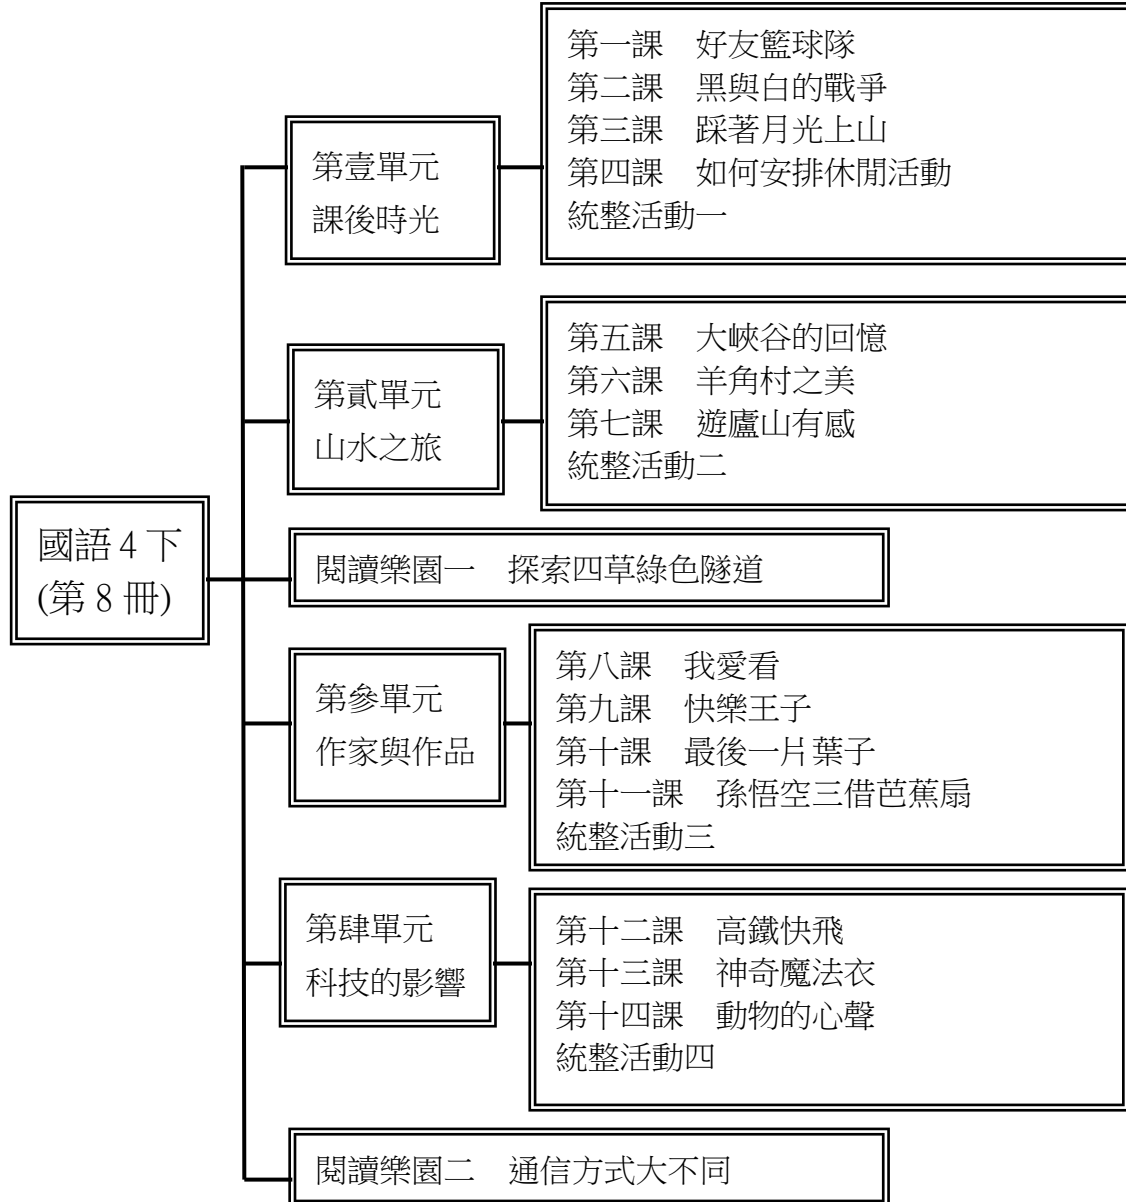 國語 4 下
(第 8 冊)
第壹單元
課後時光
第一課　好友籃球隊
第二課　黑與白的戰爭
第三課　踩著月光上山
第四課　如何安排休閒活動
統整活動一
第貳單元
山水之旅
第五課　大峽谷的回憶
第六課　羊角村之美
第七課　遊廬山有感
統整活動二
閱讀樂園一　探索四草綠色隧道
第參單元
作家與作品
第八課　我愛看
第九課　快樂王子
第十課　最後一片葉子
第十一課　孫悟空三借芭蕉扇
統整活動三
第肆單元
科技的影響
第十二課　高鐵快飛
第十三課　神奇魔法衣
第十四課　動物的心聲
統整活動四
閱讀樂園二　通信方式大不同